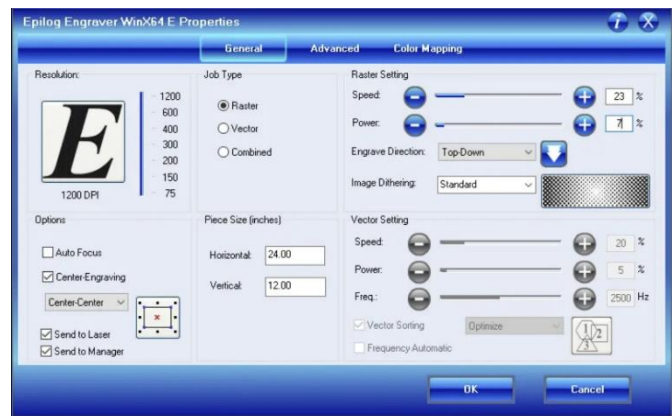 Epilog Engraver WinX64 E Properties
General Advanced Color Mapping
Resolution:
E
1200
600
400
300
200
150
75
1200 DPI
Job Type
Raster
Vector
Combined
Raster Setting
Speed: 23 %
Power: 7 %
Engrave Direction: Top-Down
Image Dithering: Standard
Options
Auto Focus
Center-Engraving
Center-Center
Send to Laser
Send to Manager
Piece Size (inches)
Horizontal: 24.00
Vertical: 12.00
Vector Setting
Speed: 20 %
Power: 5 %
Freq.: 2500 Hz
Vector Sorting Optimize
1 2
3
Frequency Automatic
OK Cancel